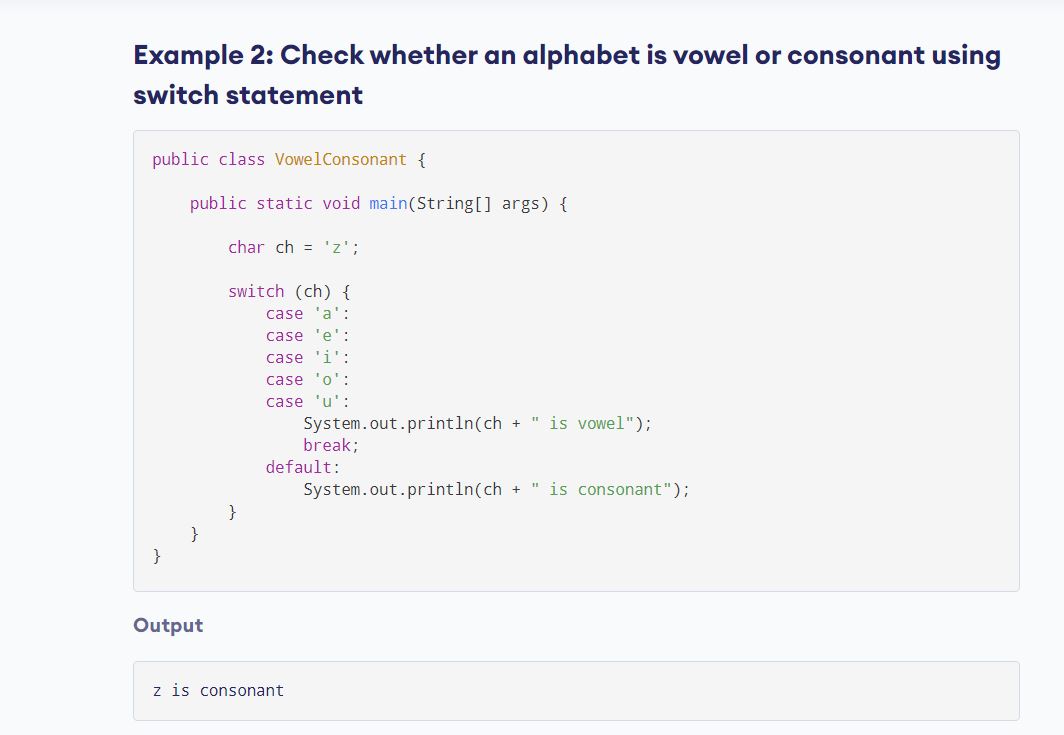 Example 2: Check whether an alphabet is vowel or consonant using
switch statement
public class VowelConsonant {
    public static void main(String[] args) {
        char ch = 'z';
        switch (ch) {
            case 'a':
            case 'e':
            case 'i':
            case 'o':
            case 'u':
                System.out.println(ch + " is vowel");
                break;
            default:
                System.out.println(ch + " is consonant");
        }
    }
}
Output
z is consonant